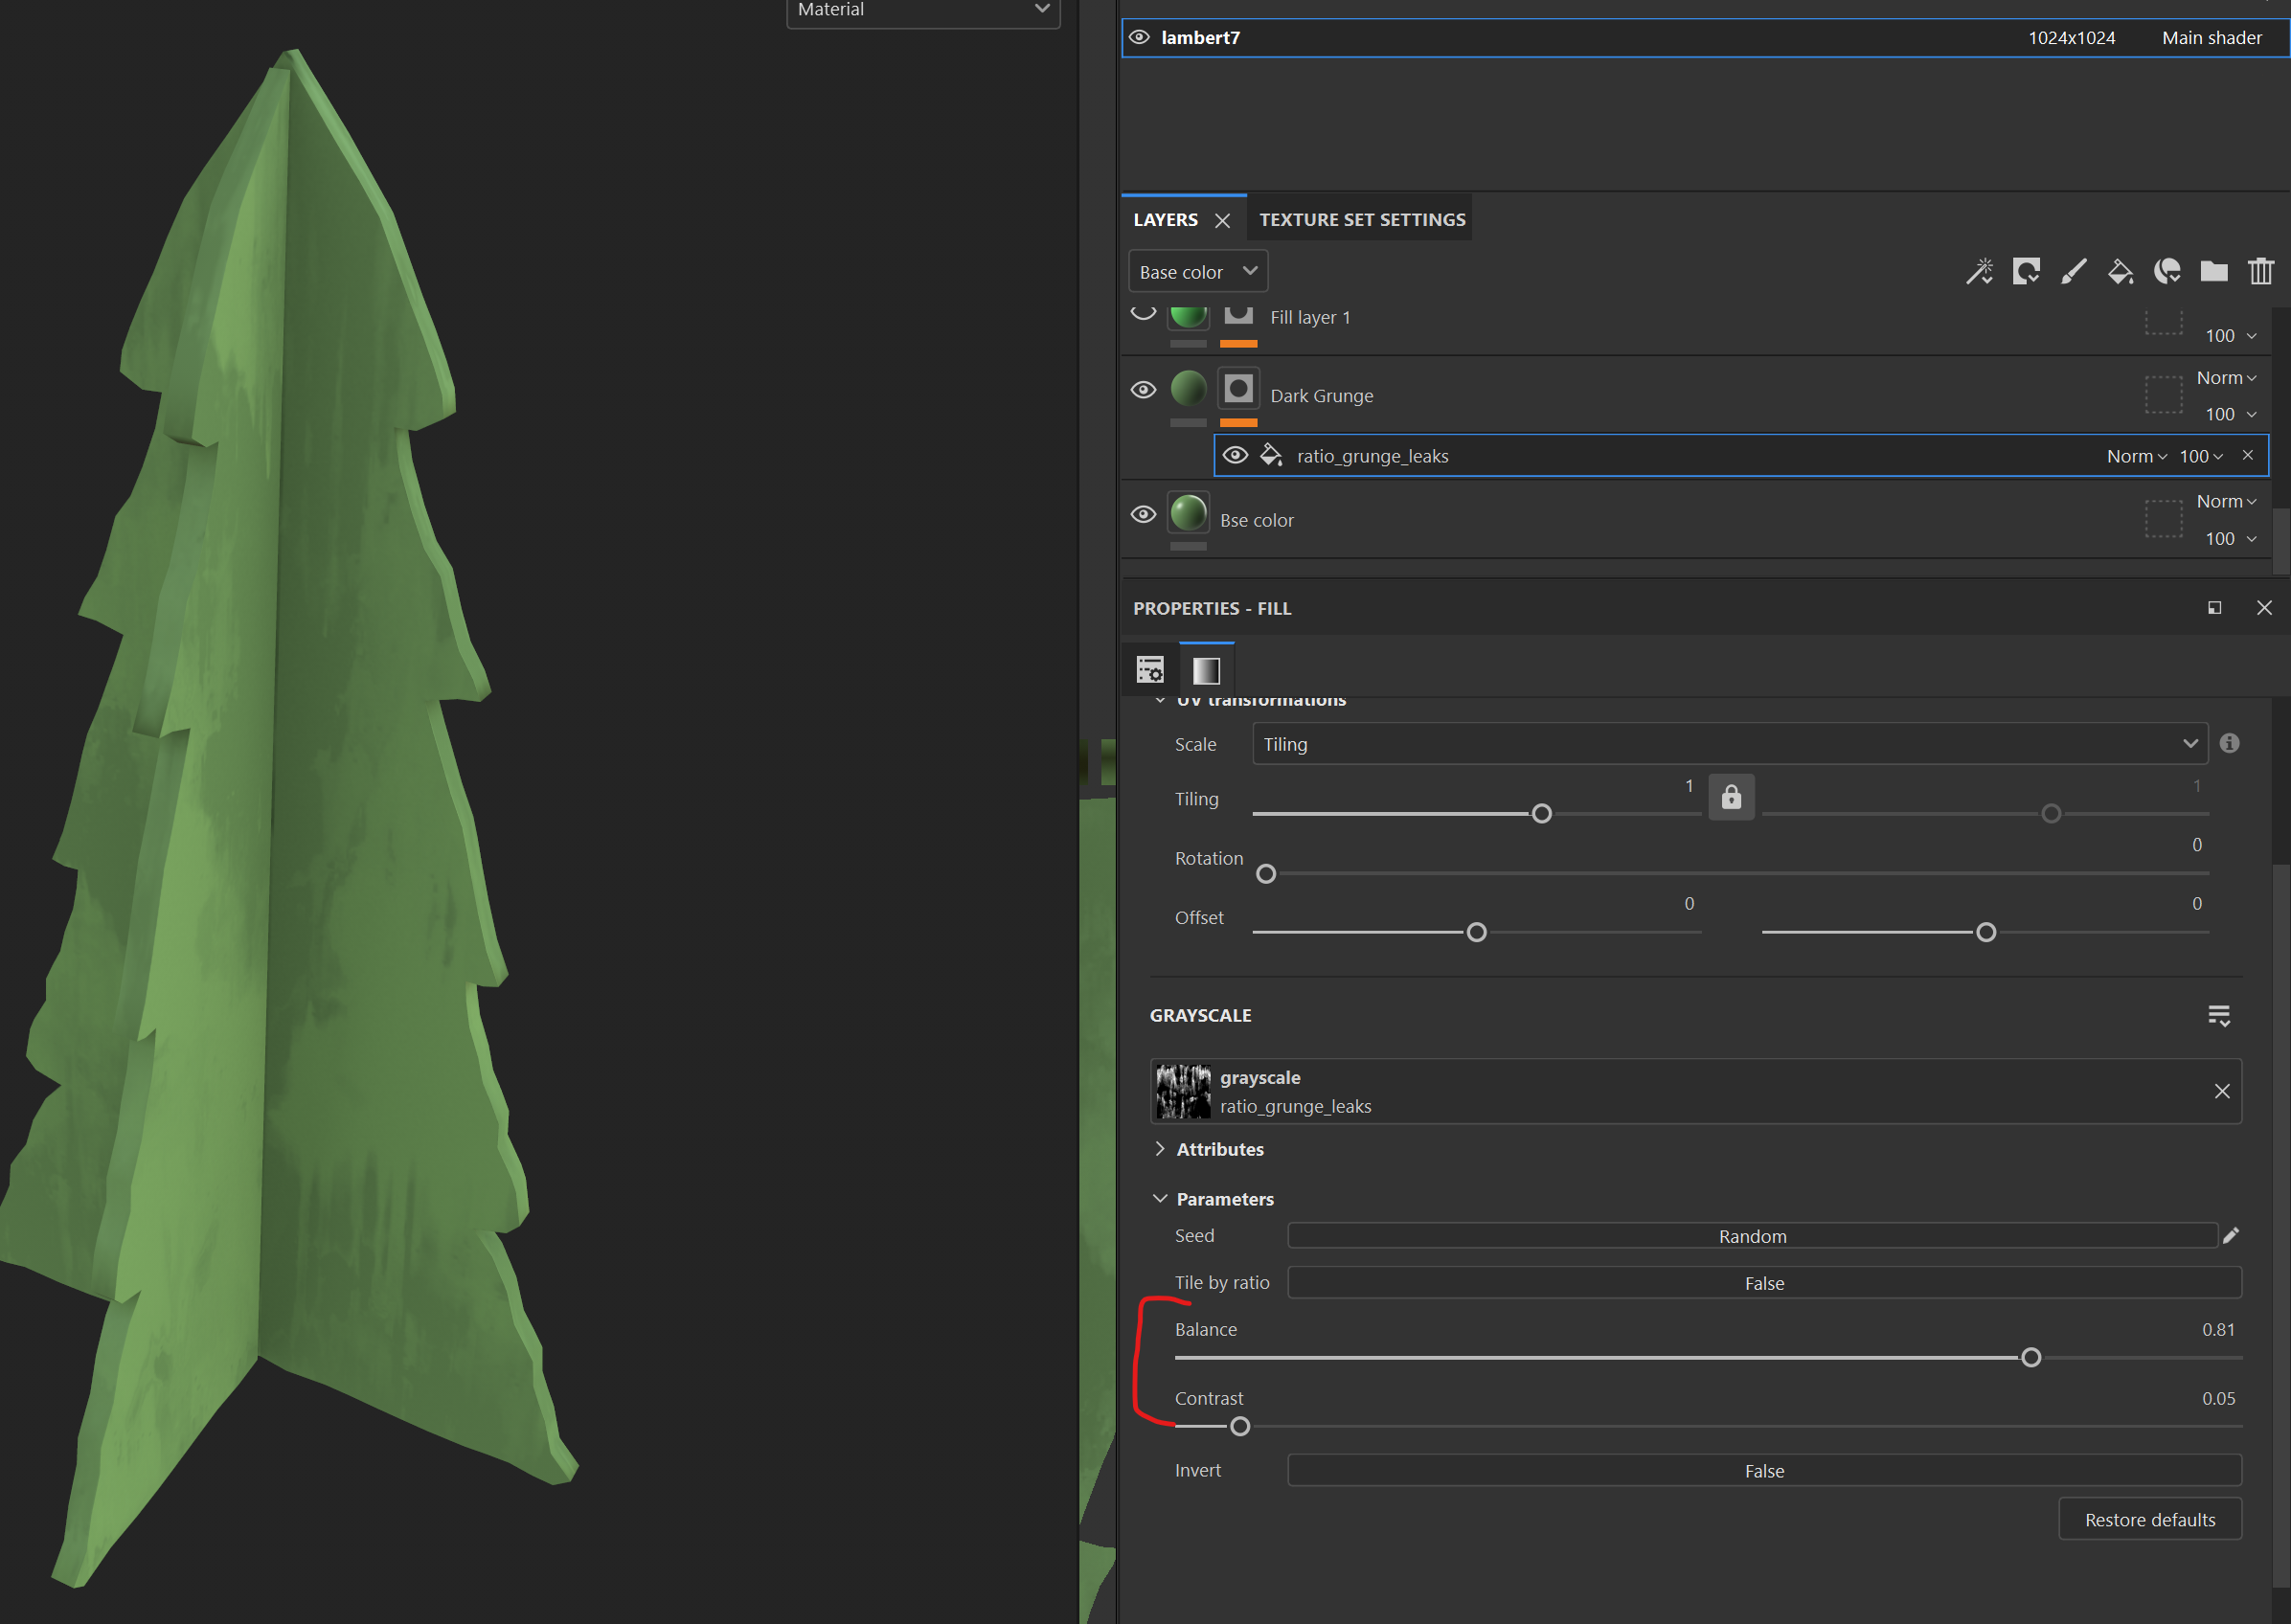 Material
lambert7 1024x1024 Main shader
LAYERS TEXTURE SET SETTINGS
Base color
Fill layer 1
100
Norm
Dark Grunge
100
ratio_grunge_leaks Norm 100
Norm
Bse color
100
PROPERTIES - FILL
UV transformations
Scale Tiling
1 1
Tiling
0
Rotation
0 0
Offset
GRAYSCALE
grayscale
ratio_grunge_leaks
Attributes
Parameters
Seed Random
Tile by ratio False
Balance 0.81
Contrast 0.05
Invert False
Restore defaults